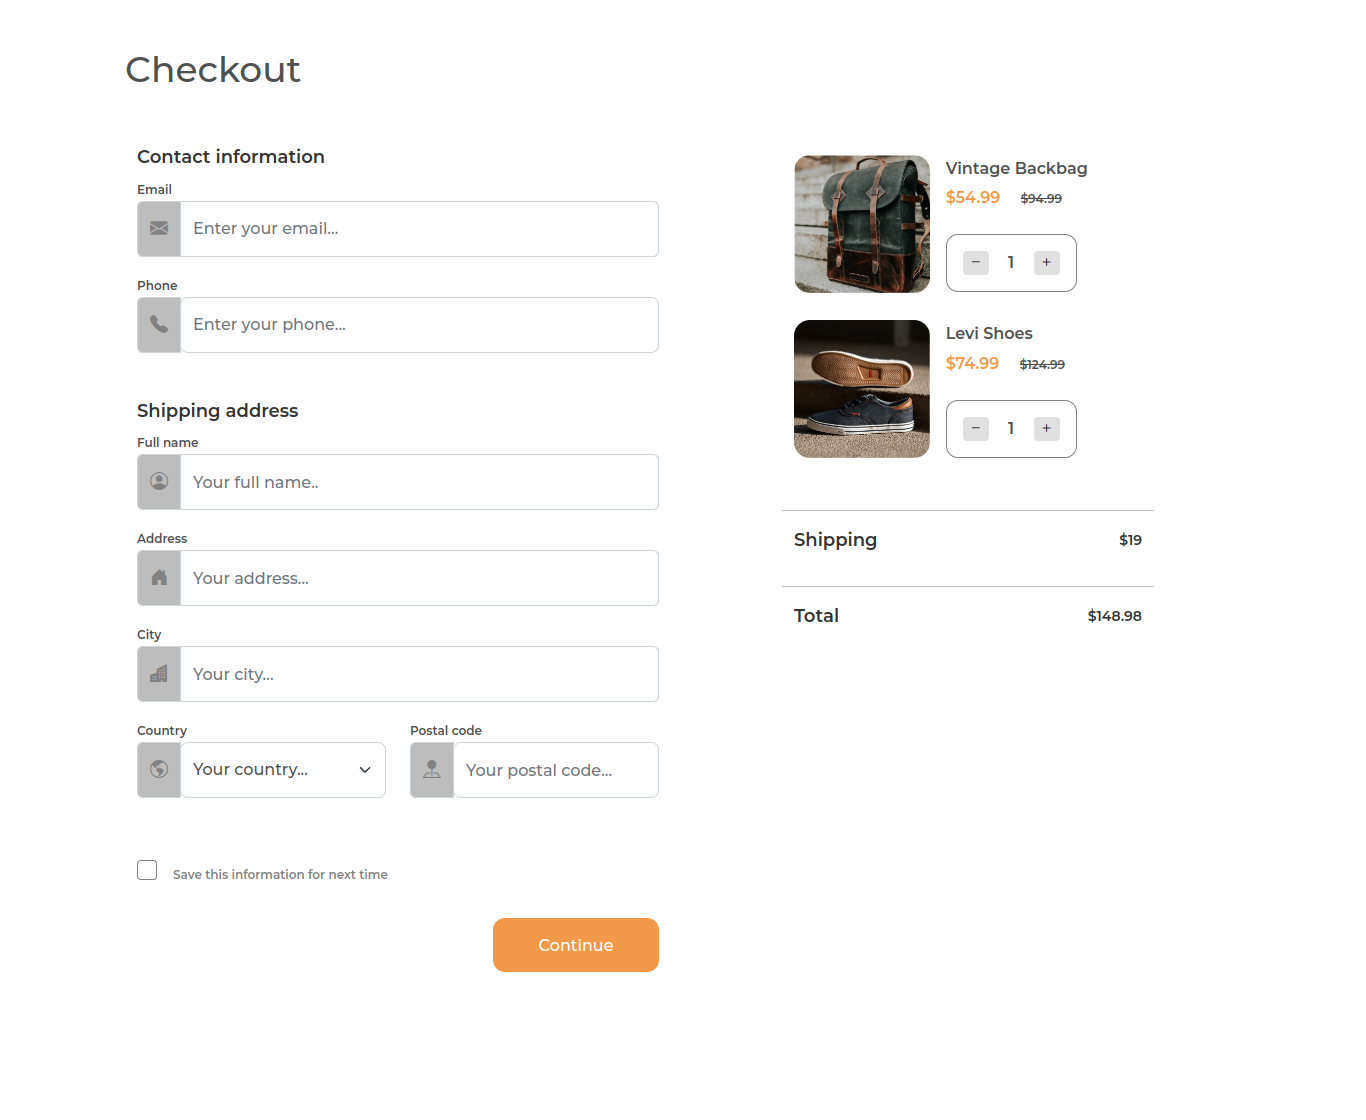 Checkout
Contact information
Email
Enter your email...
Phone
Enter your phone...
Shipping address
Full name
Your full name..
Address
Your address...
City
Your city...
Country
Your country...
Postal code
Your postal code...
Save this information for next time
Continue
Vintage Backbag
$54.99 $94.99
− 1 +
Levi Shoes
$74.99 $124.99
− 1 +
Shipping $19
Total $148.98